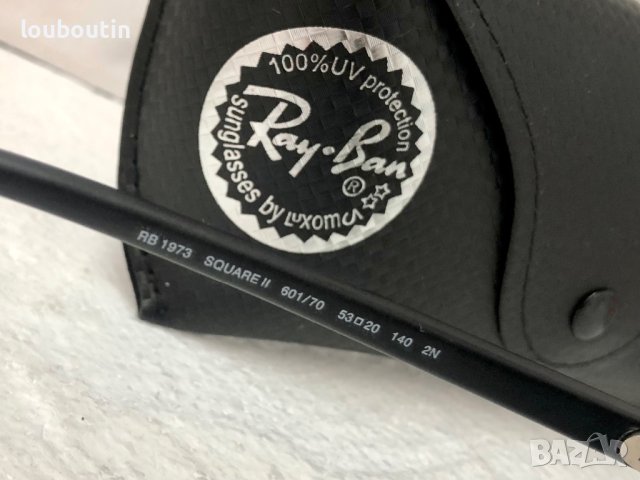 louboutin
100%UV protection
Ray-Ban
®
sunglasses by Luxottica
RB 1973 SQUARE II 601/70 53□20 140 2N
BAZAR
bg